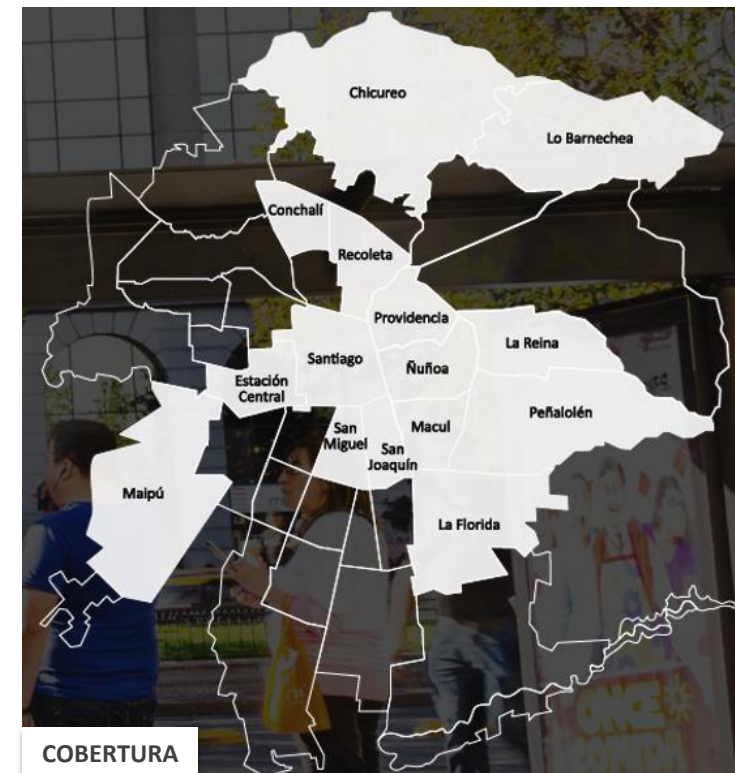 Chicureo
Lo Barnechea
Conchalí
Recoleta
Providencia
La Reina
Santiago
Ñuñoa
Estación
Central
Peñalolén
Macul
San
Miguel
San
Joaquín
Maipú
La Florida
ONCE
COBERTURA